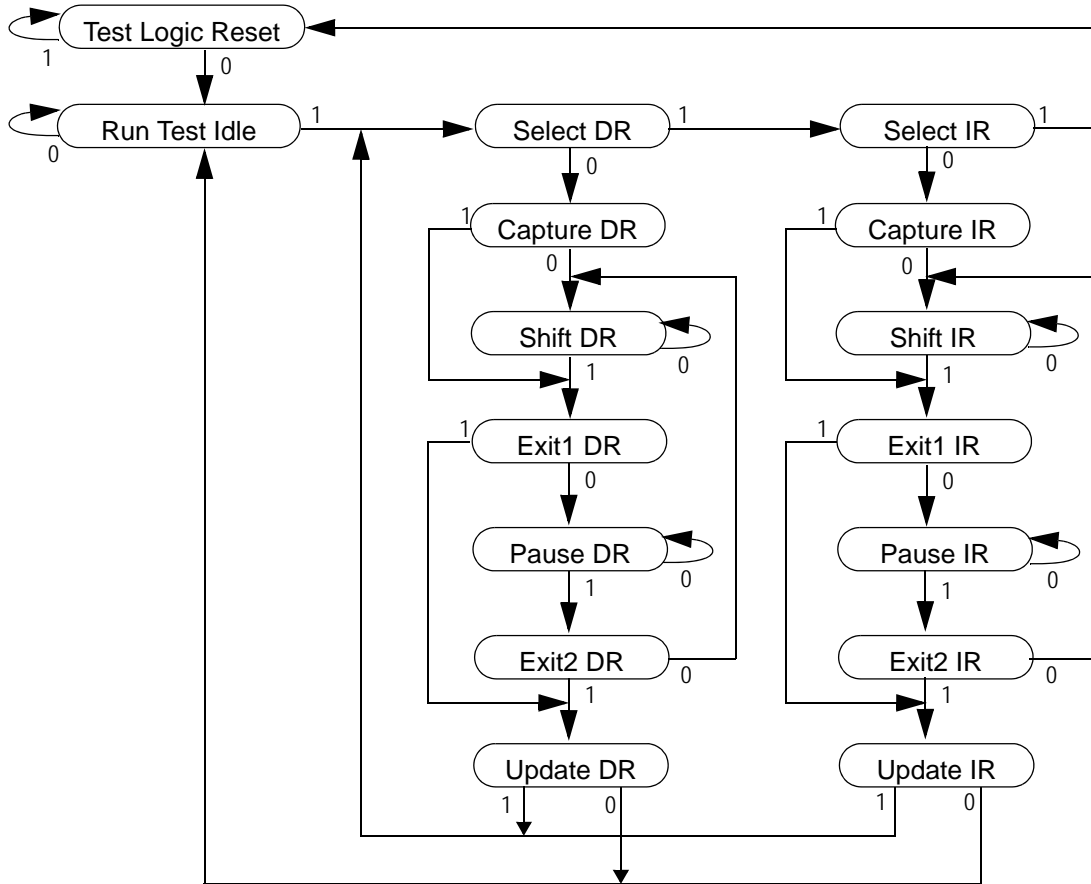 Test Logic Reset
1
0
Run Test Idle
0
1
Select DR
1
0
Select IR
1
0
1
Capture DR
0
1
Capture IR
0
Shift DR
0
1
Shift IR
0
1
1
Exit1 DR
0
1
Exit1 IR
0
Pause DR
0
1
Pause IR
0
1
Exit2 DR
0
1
Exit2 IR
0
1
Update DR
1
0
Update IR
1
0